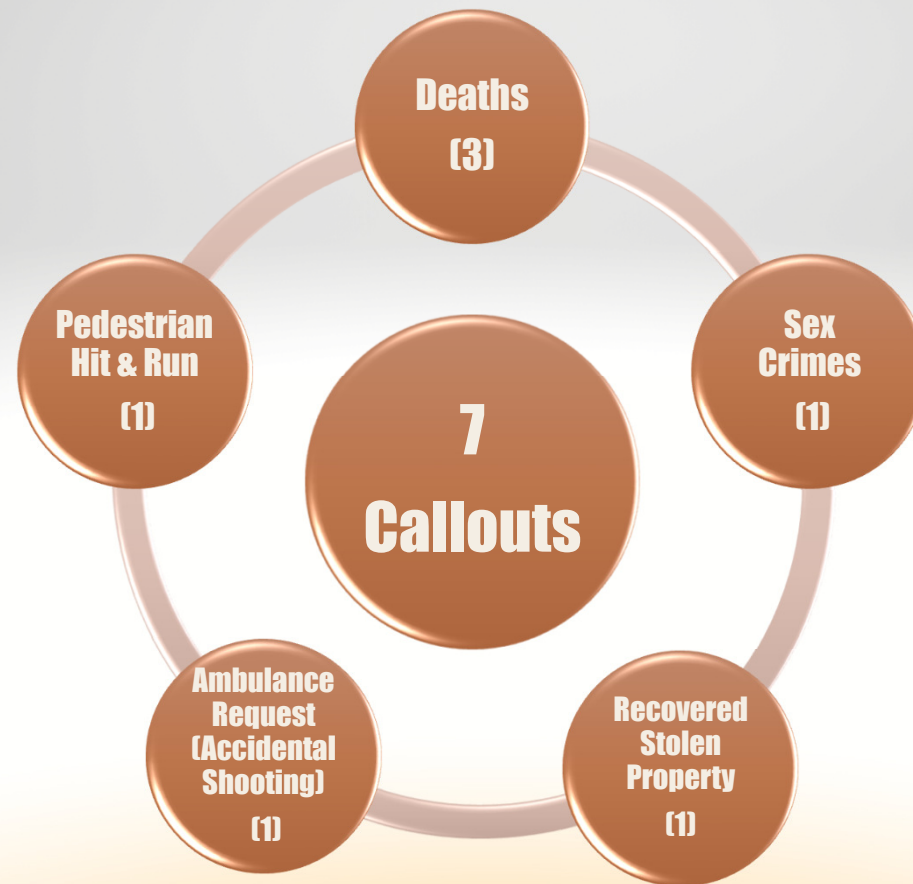 Deaths
(3)
Pedestrian
Hit & Run
(1)
Sex
Crimes
(1)
7
Callouts
Ambulance
Request
(Accidental
Shooting)
(1)
Recovered
Stolen
Property
(1)